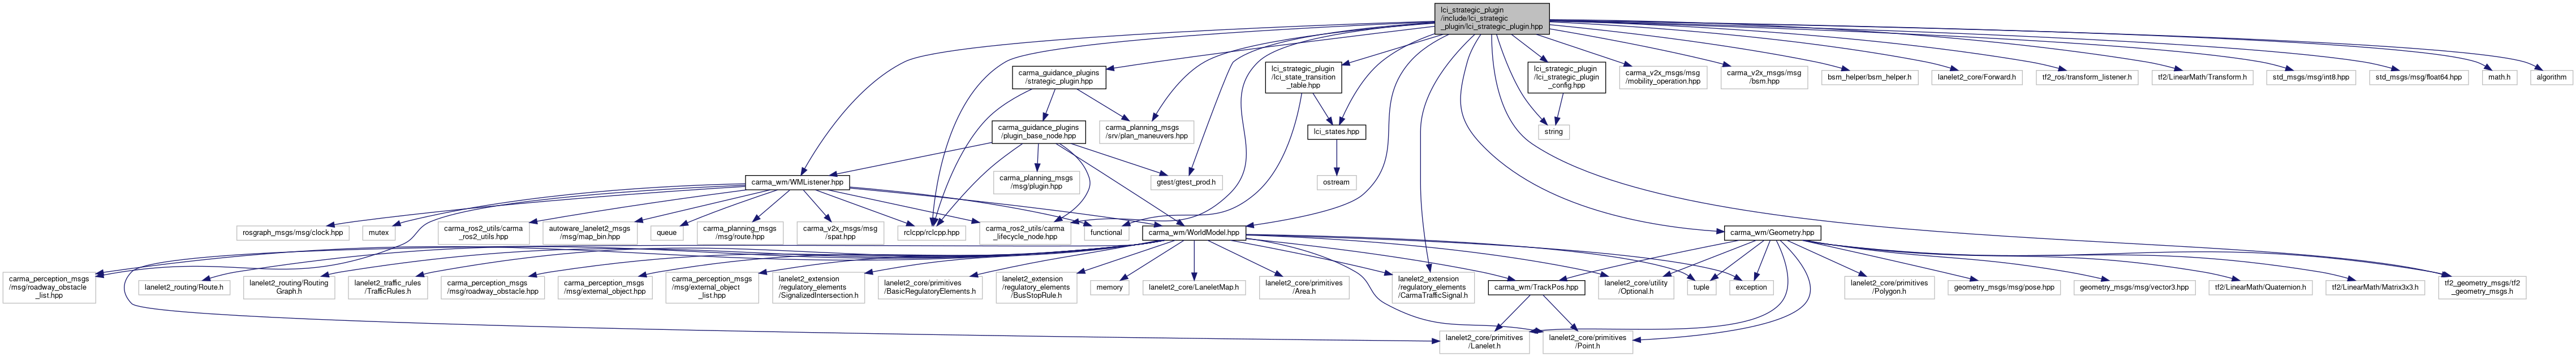 lci_strategic_plugin
/include/lci_strategic
_plugin/lci_strategic_plugin.hpp
carma_guidance_plugins
/strategic_plugin.hpp
lci_strategic_plugin
/lci_state_transition
_table.hpp
lci_strategic_plugin
/lci_strategic_plugin
_config.hpp
carma_v2x_msgs/msg
/mobility_operation.hpp
carma_v2x_msgs/msg
/bsm.hpp
bsm_helper/bsm_helper.h
lanelet2_core/Forward.h
tf2_ros/transform_listener.h
tf2/LinearMath/Transform.h
std_msgs/msg/int8.hpp
std_msgs/msg/float64.hpp
math.h
algorithm
carma_guidance_plugins
/plugin_base_node.hpp
carma_planning_msgs
/srv/plan_maneuvers.hpp
lci_states.hpp
string
carma_wm/WMListener.hpp
carma_planning_msgs
/msg/plugin.hpp
gtest/gtest_prod.h
ostream
rosgraph_msgs/msg/clock.hpp
mutex
carma_ros2_utils/carma
_ros2_utils.hpp
autoware_lanelet2_msgs
/msg/map_bin.hpp
queue
carma_planning_msgs
/msg/route.hpp
carma_v2x_msgs/msg
/spat.hpp
rclcpp/rclcpp.hpp
carma_ros2_utils/carma
_lifecycle_node.hpp
functional
carma_wm/WorldModel.hpp
carma_wm/Geometry.hpp
carma_perception_msgs
/msg/roadway_obstacle
_list.hpp
lanelet2_routing/Route.h
lanelet2_routing/Routing
Graph.h
lanelet2_traffic_rules
/TrafficRules.h
carma_perception_msgs
/msg/roadway_obstacle.hpp
carma_perception_msgs
/msg/external_object.hpp
carma_perception_msgs
/msg/external_object
_list.hpp
lanelet2_extension
/regulatory_elements
/SignalizedIntersection.h
lanelet2_core/primitives
/BasicRegulatoryElements.h
lanelet2_extension
/regulatory_elements
/BusStopRule.h
memory
lanelet2_core/LaneletMap.h
lanelet2_core/primitives
/Area.h
lanelet2_extension
/regulatory_elements
/CarmaTrafficSignal.h
carma_wm/TrackPos.hpp
lanelet2_core/utility
/Optional.h
tuple
exception
lanelet2_core/primitives
/Polygon.h
geometry_msgs/msg/pose.hpp
geometry_msgs/msg/vector3.hpp
tf2/LinearMath/Quaternion.h
tf2/LinearMath/Matrix3x3.h
tf2_geometry_msgs/tf2
_geometry_msgs.h
lanelet2_core/primitives
/Lanelet.h
lanelet2_core/primitives
/Point.h